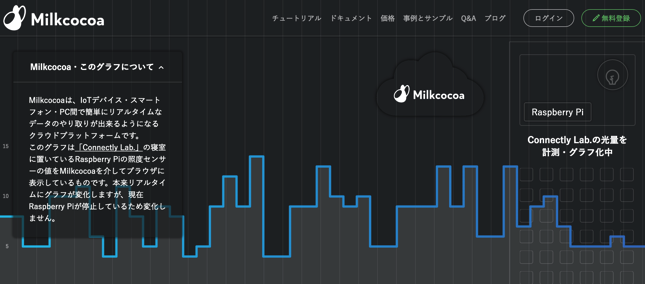 Milkcocoa
チュートリアル ドキュメント 価格 事例とサンプル Q&A ブログ
ログイン
無料登録
Milkcocoa・このグラフについて
Milkcocoaは、IoTデバイス・スマート
フォン・PC間で簡単にリアルタイムな
データのやり取りが出来るようになる
クラウドプラットフォームです。
このグラフは「Connectly Lab.」の寝室
に置いているRaspberry Piの照度センサ
ーの値をMilkcocoaを介してブラウザに
表示しているものです。本来リアルタイ
ムにグラフが変化しますが、現在
Raspberry Piが停止しているため変化し
ません。
15
10
5
Milkcocoa
Raspberry Pi
Connectly Lab.の光量を
計測・グラフ化中